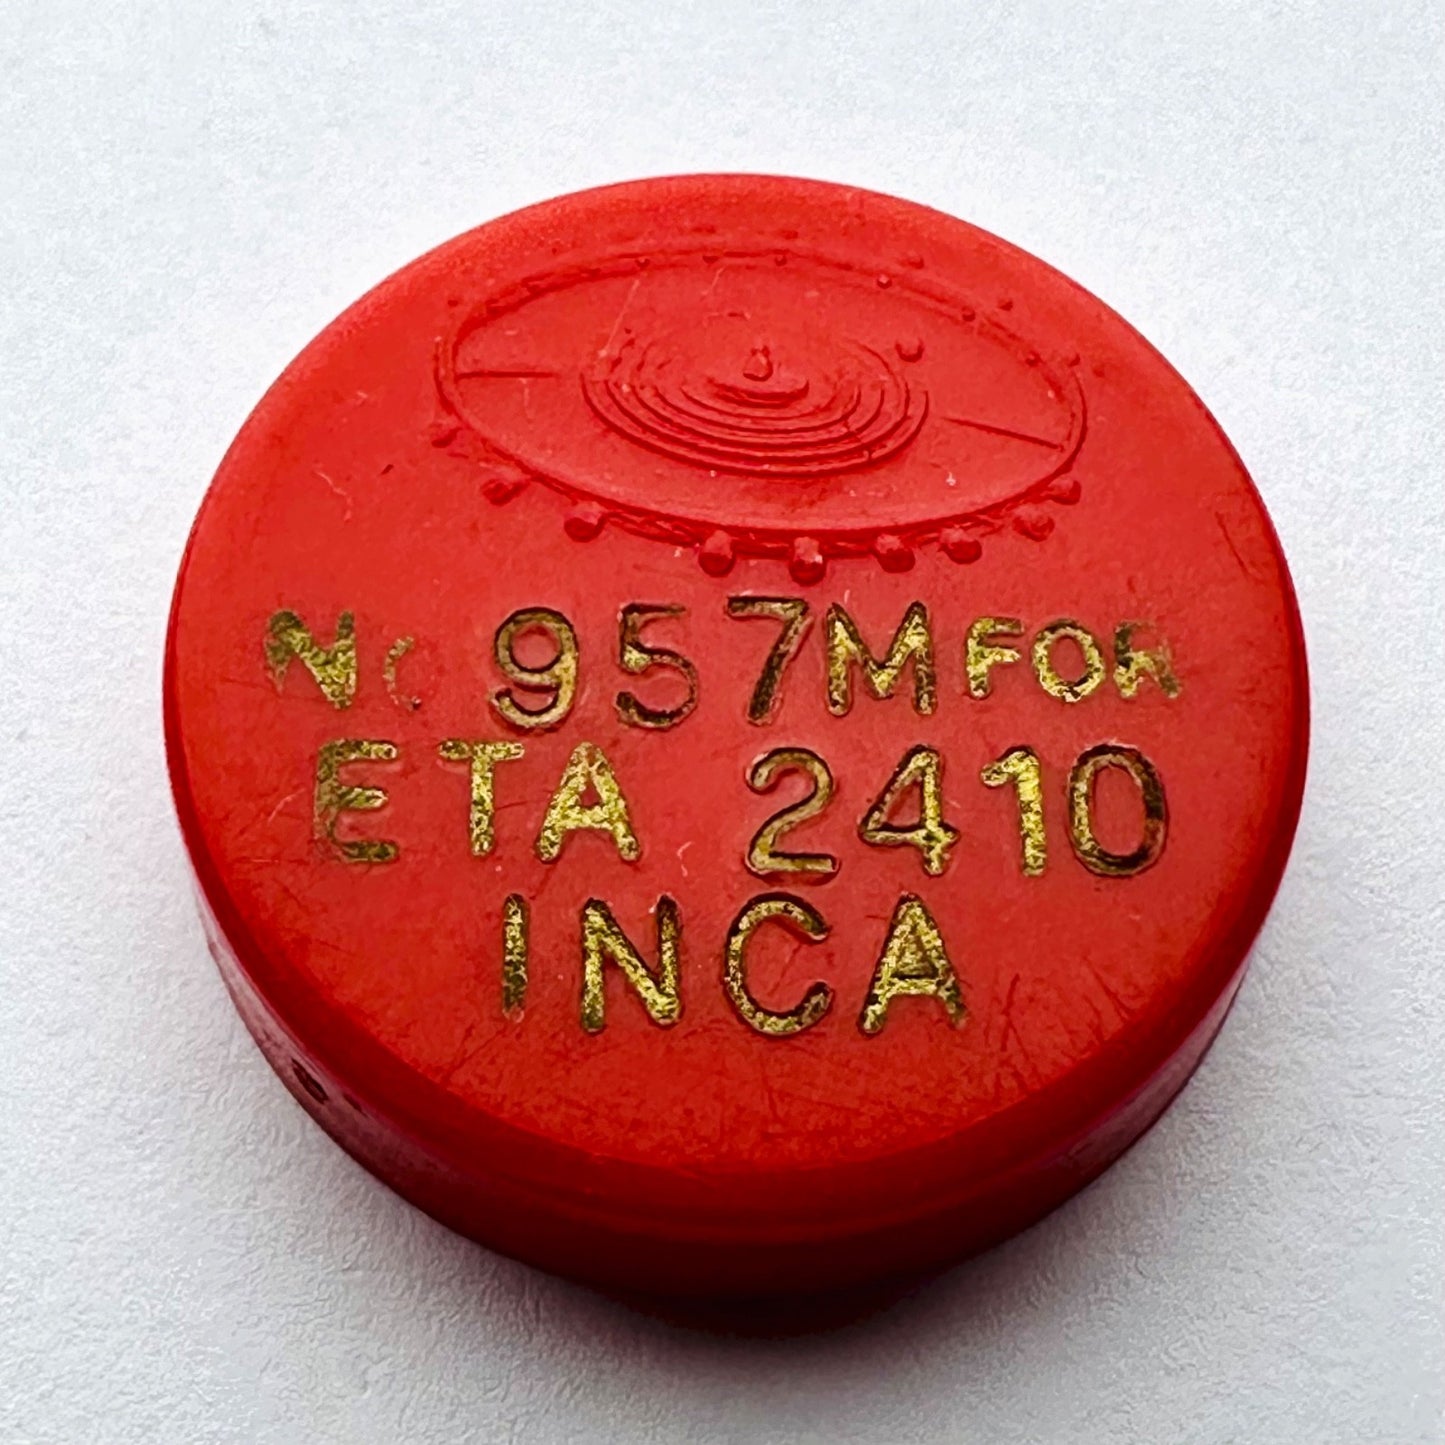 No 957M FOR
ETA 2410
INCA